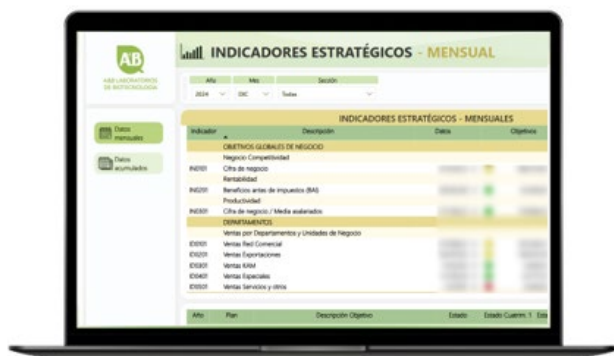 AB
A&B LABORATORIOS
DE BIOTECNOLOGÍA
INDICADORES ESTRATÉGICOS - MENSUAL
Año Mes Sección
2024 DIC Todas
Datos
mensuales
Datos
acumulados
INDICADORES ESTRATÉGICOS - MENSUALES
Indicador Descripción Datos Objetivos
OBJETIVOS GLOBALES DE NEGOCIO
Negocio Competitividad
IN0101 Cifra de negocio
Rentabilidad
IN0201 Beneficios antes de impuestos (BAI)
Productividad
IN0301 Cifra de negocio / Media asalariados
DEPARTAMENTOS
Ventas por Departamentos y Unidades de Negocio
ID0101 Ventas Red Comercial
ID0201 Ventas Exportaciones
ID0301 Ventas KAM
ID0401 Ventas Especiales
ID0501 Ventas Servicios y otros
Año Plan Descripción Objetivo Estado Estado Cuatrim. 1 Esta